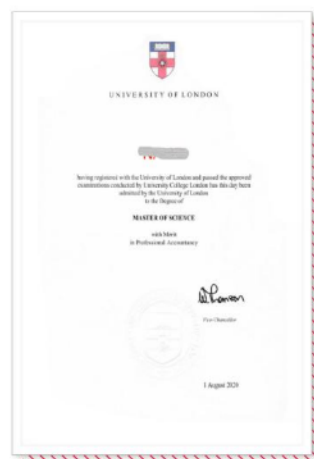 UNIVERSITY OF LONDON
having registered with the University of London and passed the approved
examinations conducted by University College London has this day been
admitted by the University of London
to the Degree of
MASTER OF SCIENCE
with Merit
in Professional Accountancy
Vice-Chancellor
1 August 2020